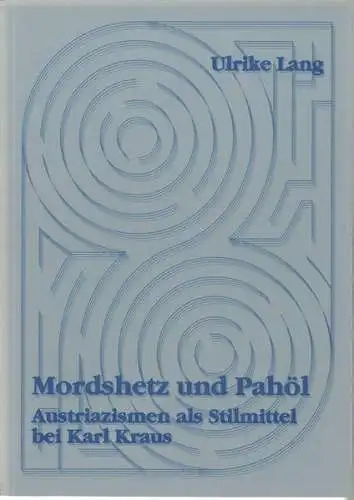 Ulrike Lang
Mordshetz und Pahöl
Austriazismen als Stilmittel
bei Karl Kraus